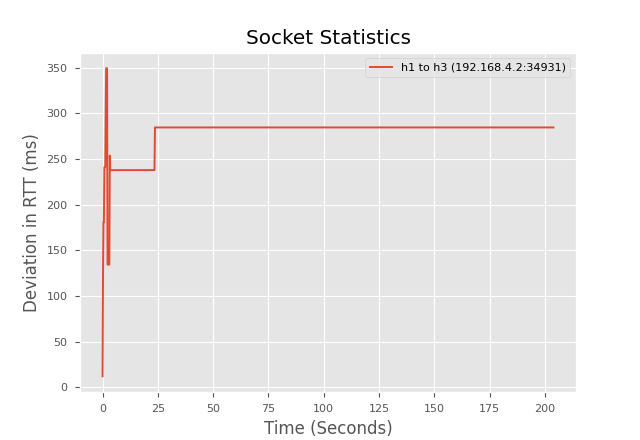 Socket Statistics
h1 to h3 (192.168.4.2:34931)
Deviation in RTT (ms)
350
300
250
200
150
100
50
0
0 25 50 75 100 125 150 175 200
Time (Seconds)